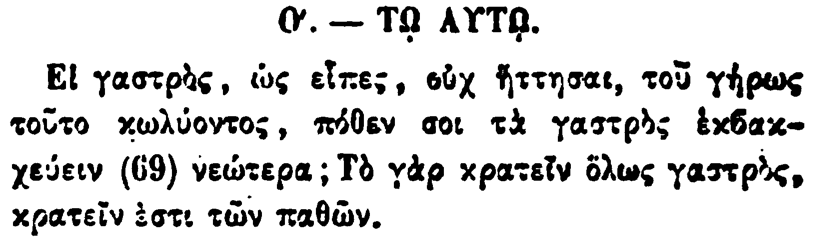 Ο΄. — ΤΩ ΑΥΤΩ.
Εἰ γαστρὸς, ὡς εἶπες, οὐχ ἥττησαι, τοῦ γήρως
τοῦτο κωλύοντος, πόθεν σοι τὰ γαστρὸς ἐκβακ-
χεύειν (69) νεώτερα; Τὸ γὰρ κρατεῖν ὅλως γαστρὸς,
κρατεῖν ἐστι τῶν παθῶν.